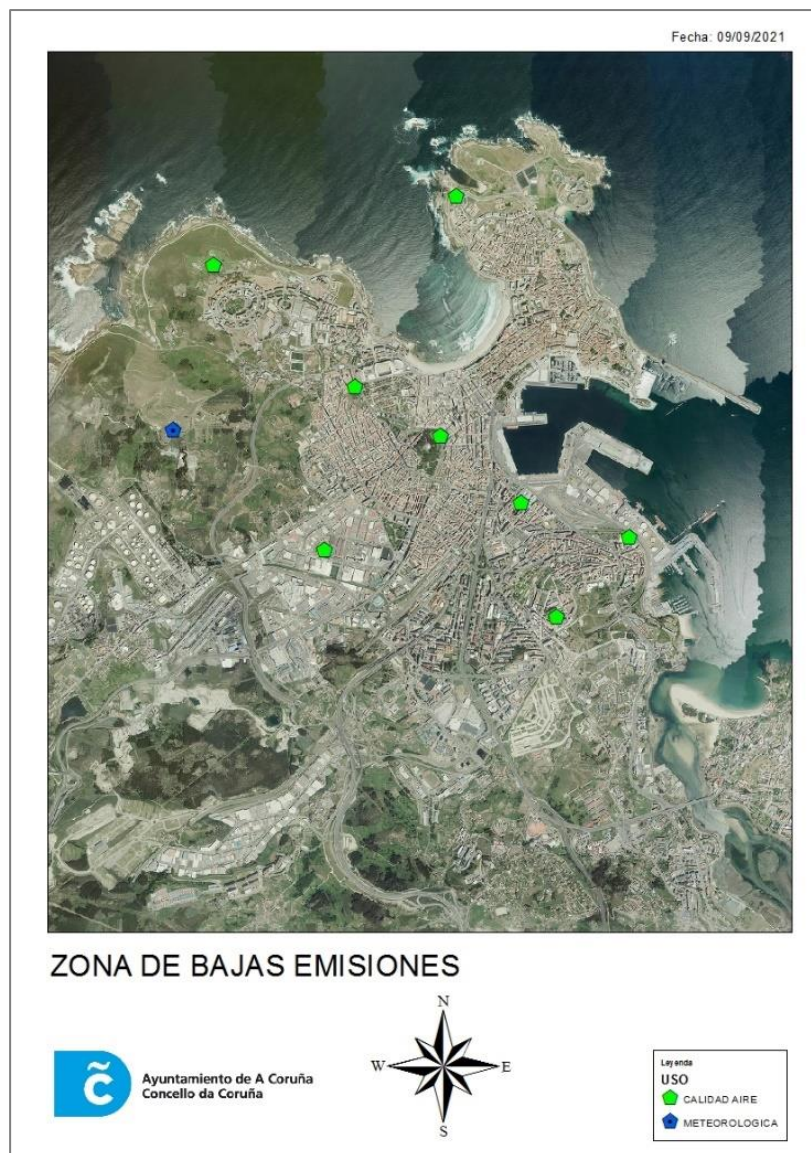 Fecha: 09/09/2021
ZONA DE BAJAS EMISIONES
N
W
E
S
Ayuntamiento de A Coruña
Concello da Coruña
Leyenda
USO
CALIDAD AIRE
METEOROLOGICA